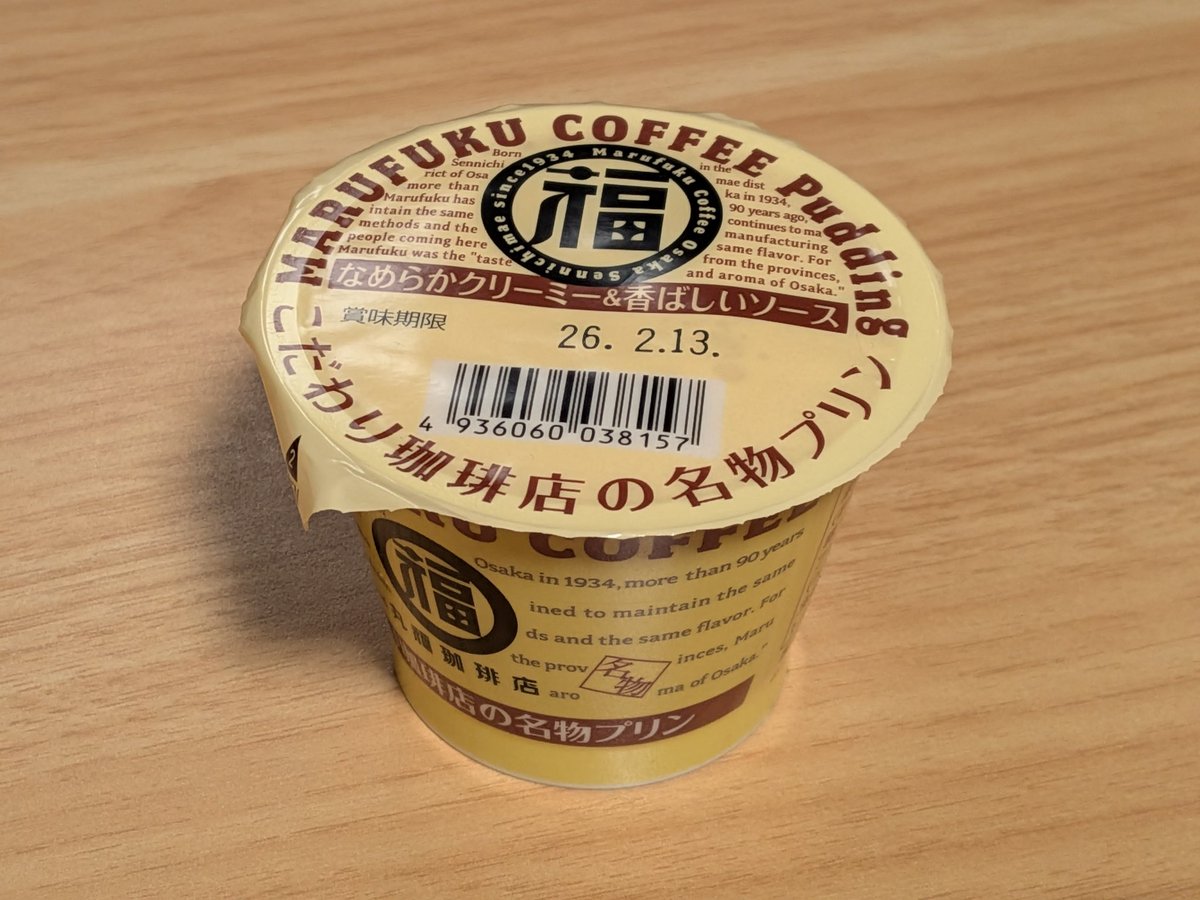 MARUFUKU COFFEE Pudding
Sennichimae since1934 Marufuku Coffee Osaka
福
Born in the
Sennichi mae dist
rict of Osa ka in 1934,
more than 90 years ago,
Marufuku has continues to ma
intain the same manufacturing
methods and the same flavor. For
people coming here from the provinces,
Marufuku was the "taste and aroma of Osaka."
なめらかクリーミー&香ばしいソース
賞味期限 26. 2.13.
4 936060 038157
こだわり珈琲店の名物プリン
2
COFFEE
福
Osaka in 1934, more than 90 years
ined to maintain the same
ds and the same flavor. For
the prov inces, Maru
aro ma of Osaka."
名物
珈琲店
珈琲店の名物プリン